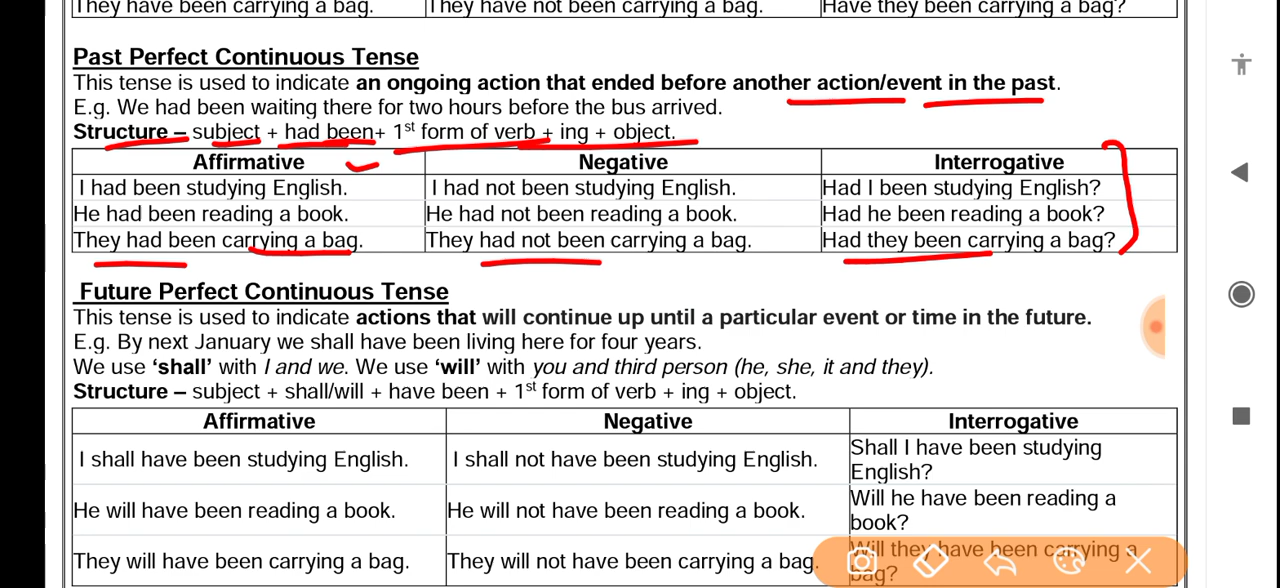 They have been carrying a bag. They have not been carrying a bag. Have they been carrying a bag?
Past Perfect Continuous Tense
This tense is used to indicate an ongoing action that ended before another action/event in the past.
E.g. We had been waiting there for two hours before the bus arrived.
Structure – subject + had been+ 1st form of verb + ing + object.
Affirmative Negative Interrogative
I had been studying English. I had not been studying English. Had I been studying English?
He had been reading a book. He had not been reading a book. Had he been reading a book?
They had been carrying a bag. They had not been carrying a bag. Had they been carrying a bag?
Future Perfect Continuous Tense
This tense is used to indicate actions that will continue up until a particular event or time in the future.
E.g. By next January we shall have been living here for four years.
We use ‘shall’ with I and we. We use ‘will’ with you and third person (he, she, it and they).
Structure – subject + shall/will + have been + 1st form of verb + ing + object.
Affirmative Negative Interrogative
I shall have been studying English. I shall not have been studying English. Shall I have been studying
English?
He will have been reading a book. He will not have been reading a book. Will he have been reading a
book?
They will have been carrying a bag. They will not have been carrying a bag. Will they have been carrying a
bag?